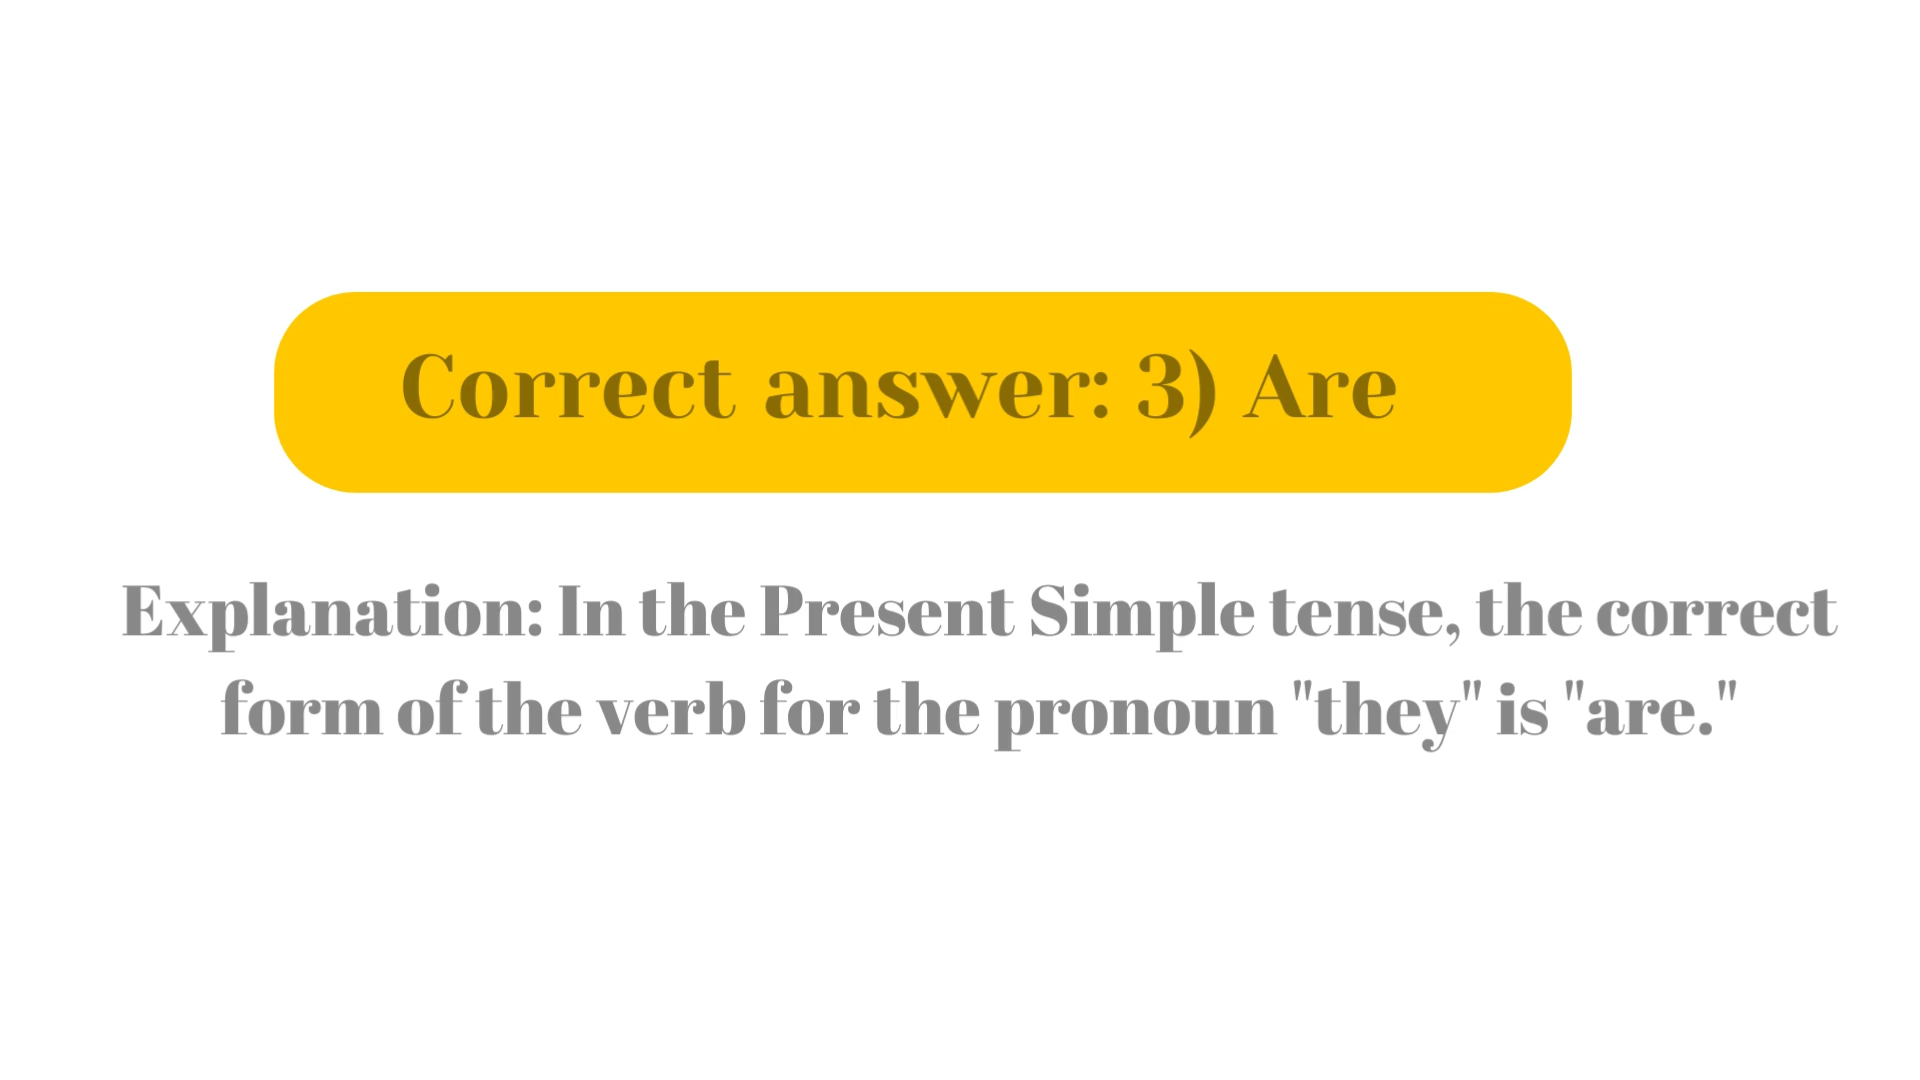 Correct answer: 3) Are
Explanation: In the Present Simple tense, the correct
form of the verb for the pronoun "they" is "are."